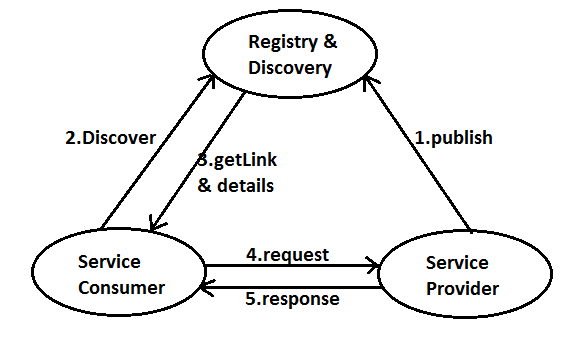 Registry &
Discovery
2.Discover
1.publish
3.getLink
& details
Service
Consumer
4.request
5.response
Service
Provider